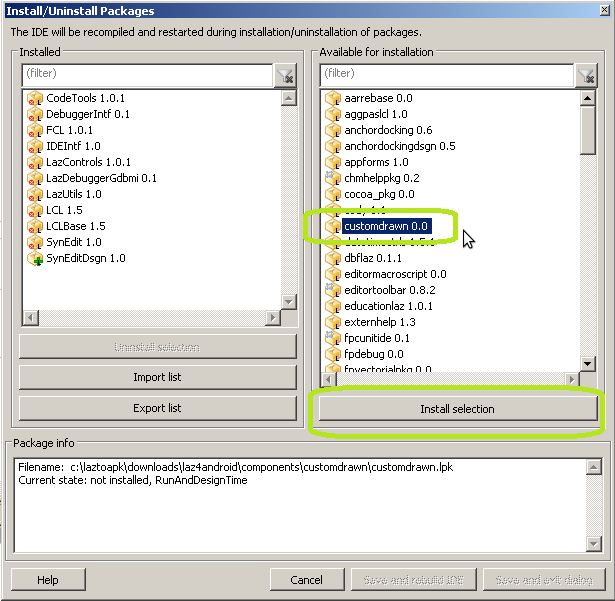 Install/Uninstall Packages
The IDE will be recompiled and restarted during installation/uninstallation of packages.
Installed
(filter)
CodeTools 1.0.1
DebuggerIntf 0.1
FCL 1.0.1
IDEIntf 1.0
LazControls 1.0.1
LazDebuggerGdbmi 0.1
LazUtils 1.0
LCL 1.5
LCLBase 1.5
SynEdit 1.0
SynEditDsgn 1.0
Uninstall selection
Import list
Export list
Available for installation
(filter)
aarrebase 0.0
aggpaslcl 1.0
anchordocking 0.6
anchordockingdsgn 0.5
appforms 1.0
chmhelppkg 0.2
cocoa_pkg 0.0
customdrawn 0.0
dbflaz 0.1.1
editormacroscript 0.0
editortoolbar 0.8.2
educationlaz 1.0.1
externhelp 1.3
fpcunitide 0.1
fpdebug 0.0
fpvectorialpkg 0.0
Install selection
Package info
Filename: c:\laztoapk\downloads\laz4android\components\customdrawn\customdrawn.lpk
Current state: not installed, RunAndDesignTime
Help
Cancel
Save and rebuild IDE
Save and exit dialog